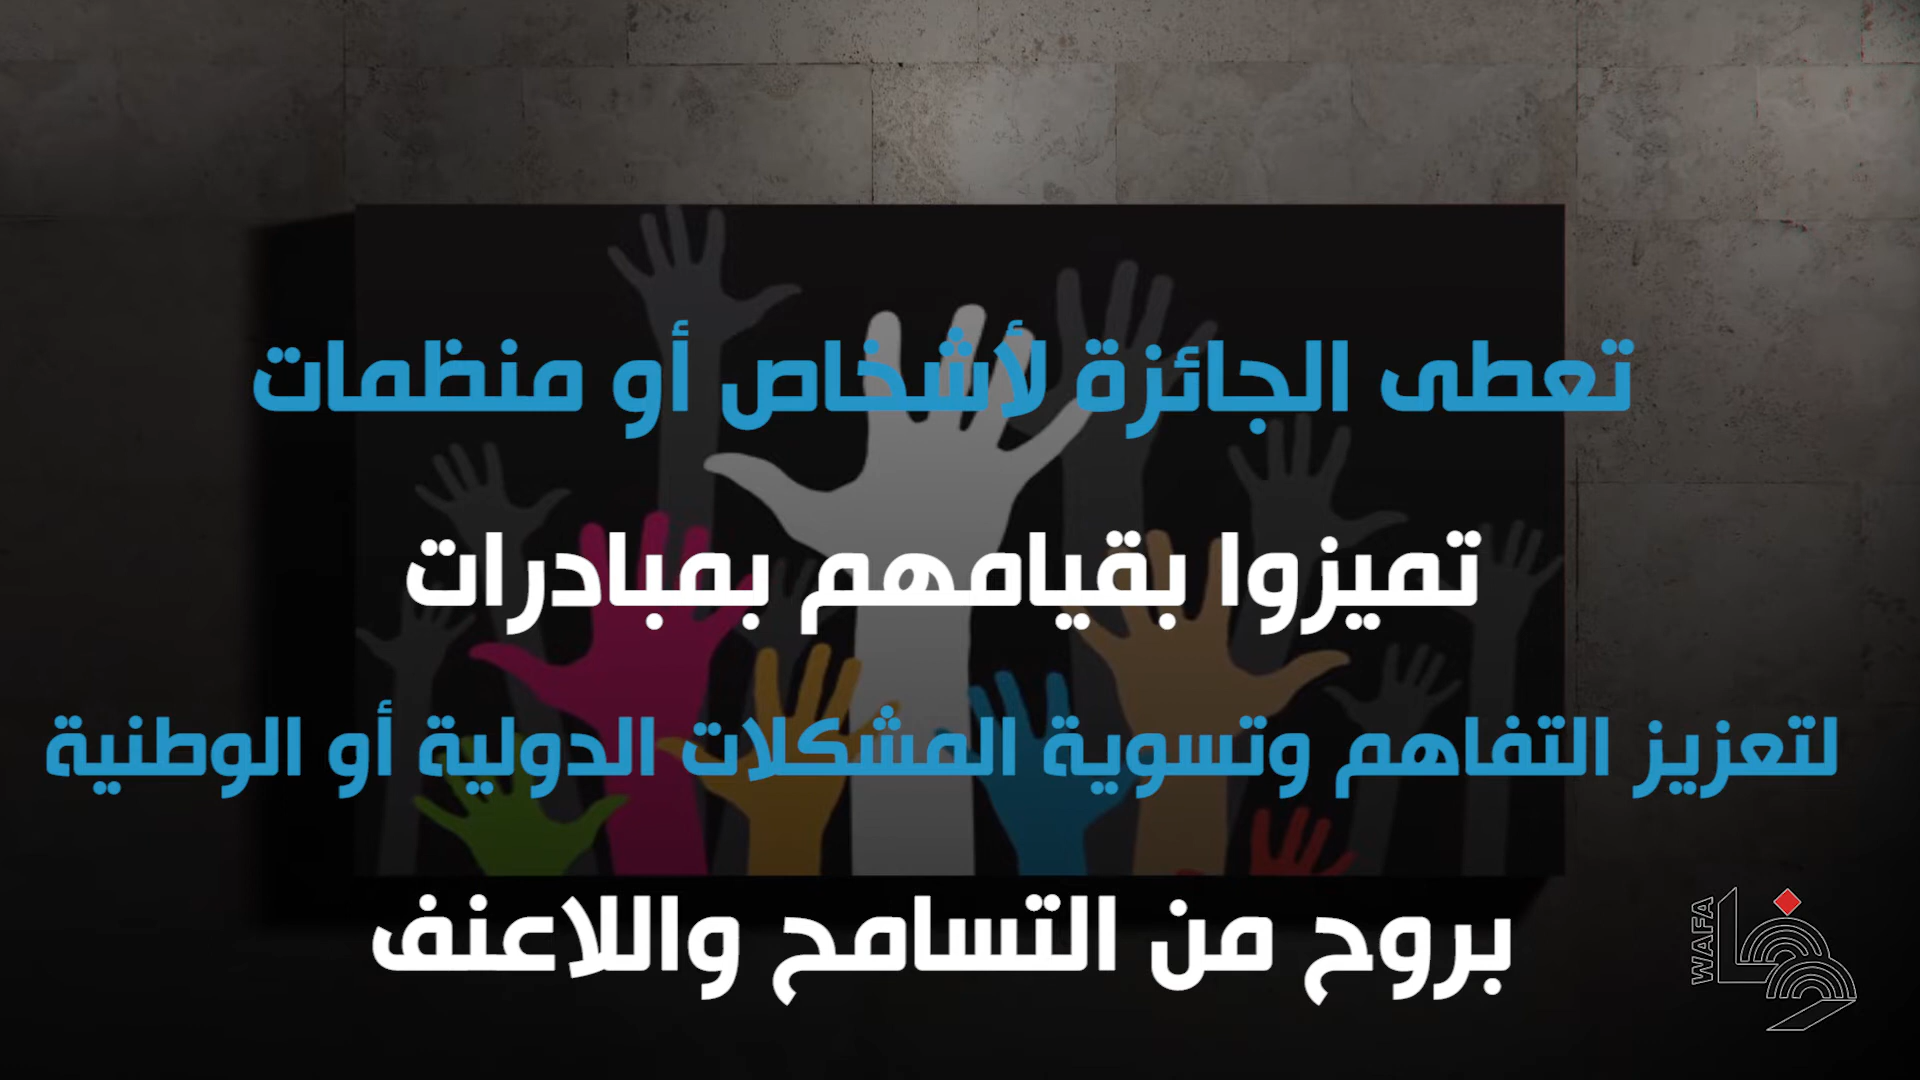 تعطى الجائزة لأشخاص أو منظمات
تميزوا بقيامهم بمبادرات
لتعزيز التفاهم وتسوية المشكلات الدولية أو الوطنية
بروح من التسامح واللاعنف
وفا
WAFA